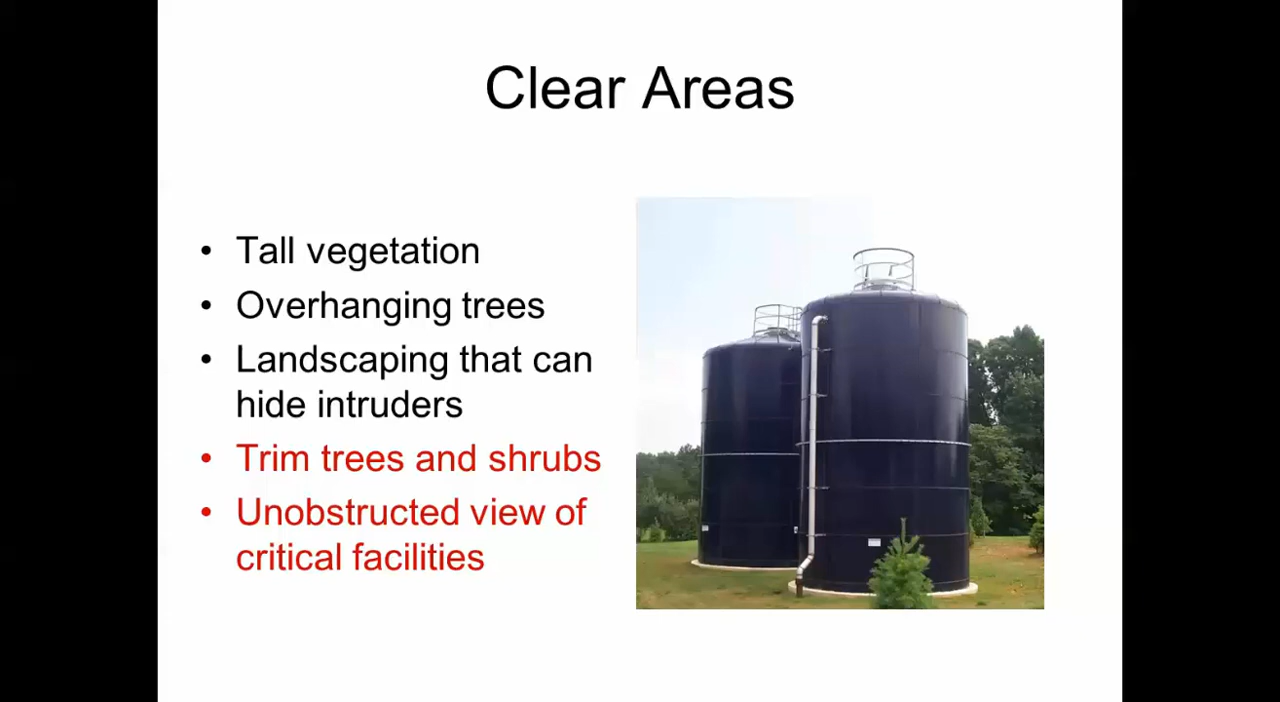 Clear Areas
• Tall vegetation
• Overhanging trees
• Landscaping that can
hide intruders
• Trim trees and shrubs
• Unobstructed view of
critical facilities